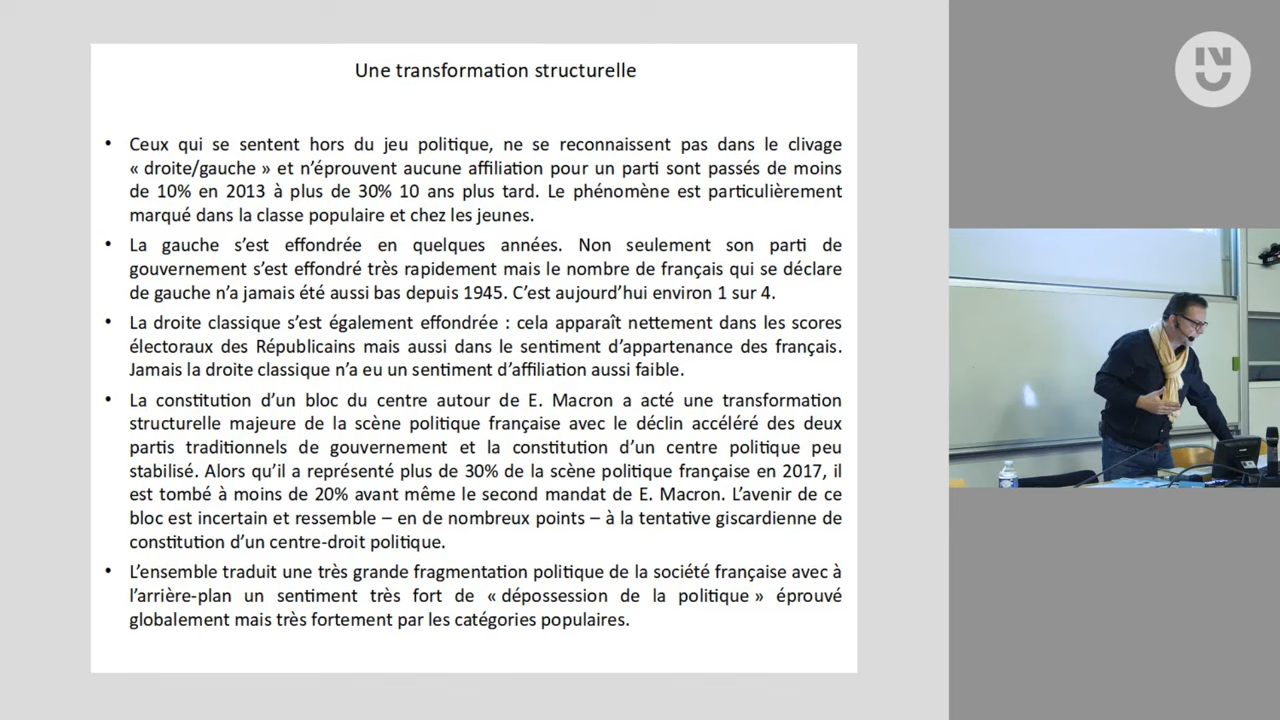 Une transformation structurelle
• Ceux qui se sentent hors du jeu politique, ne se reconnaissent pas dans le clivage
« droite/gauche » et n’éprouvent aucune affiliation pour un parti sont passés de moins
de 10% en 2013 à plus de 30% 10 ans plus tard. Le phénomène est particulièrement
marqué dans la classe populaire et chez les jeunes.
• La gauche s’est effondrée en quelques années. Non seulement son parti de
gouvernement s’est effondré très rapidement mais le nombre de français qui se déclare
de gauche n’a jamais été aussi bas depuis 1945. C’est aujourd’hui environ 1 sur 4.
• La droite classique s’est également effondrée : cela apparaît nettement dans les scores
électoraux des Républicains mais aussi dans le sentiment d’appartenance des français.
Jamais la droite classique n’a eu un sentiment d’affiliation aussi faible.
• La constitution d’un bloc du centre autour de E. Macron a acté une transformation
structurelle majeure de la scène politique française avec le déclin accéléré des deux
partis traditionnels de gouvernement et la constitution d’un centre politique peu
stabilisé. Alors qu’il a représenté plus de 30% de la scène politique française en 2017, il
est tombé à moins de 20% avant même le second mandat de E. Macron. L’avenir de ce
bloc est incertain et ressemble – en de nombreux points – à la tentative giscardienne de
constitution d’un centre-droit politique.
• L’ensemble traduit une très grande fragmentation politique de la société française avec à
l’arrière-plan un sentiment très fort de « dépossession de la politique » éprouvé
globalement mais très fortement par les catégories populaires.